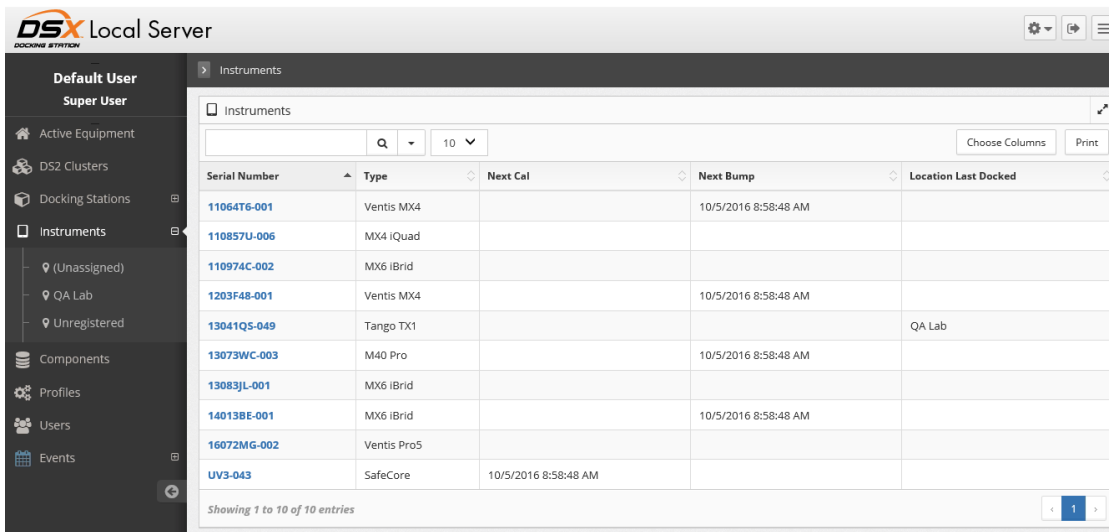 DSX Local Server
DOCKING STATION
Default User
Super User
Active Equipment
DS2 Clusters
Docking Stations
Instruments
(Unassigned)
QA Lab
Unregistered
Components
Profiles
Users
Events
Instruments
Instruments
10
Choose Columns Print
Serial Number Type Next Cal Next Bump Location Last Docked
11064T6-001 Ventis MX4 10/5/2016 8:58:48 AM
110857U-006 MX4 iQuad
110974C-002 MX6 iBrid
1203F48-001 Ventis MX4 10/5/2016 8:58:48 AM
13041QS-049 Tango TX1 QA Lab
13073WC-003 M40 Pro 10/5/2016 8:58:48 AM
13083JL-001 MX6 iBrid
14013BE-001 MX6 iBrid 10/5/2016 8:58:48 AM
16072MG-002 Ventis Pro5
UV3-043 SafeCore 10/5/2016 8:58:48 AM
Showing 1 to 10 of 10 entries
1